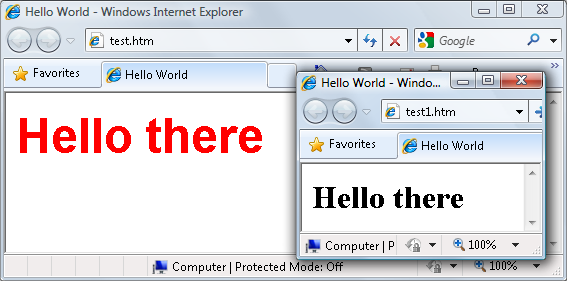 Hello World - Windows Internet Explorer
test.htm
Google
Favorites
Hello World
Hello there
Computer | Protected Mode: Off
100%
Hello World - Windo...
test1.htm
Favorites
Hello World
Hello there
Computer | P
100%